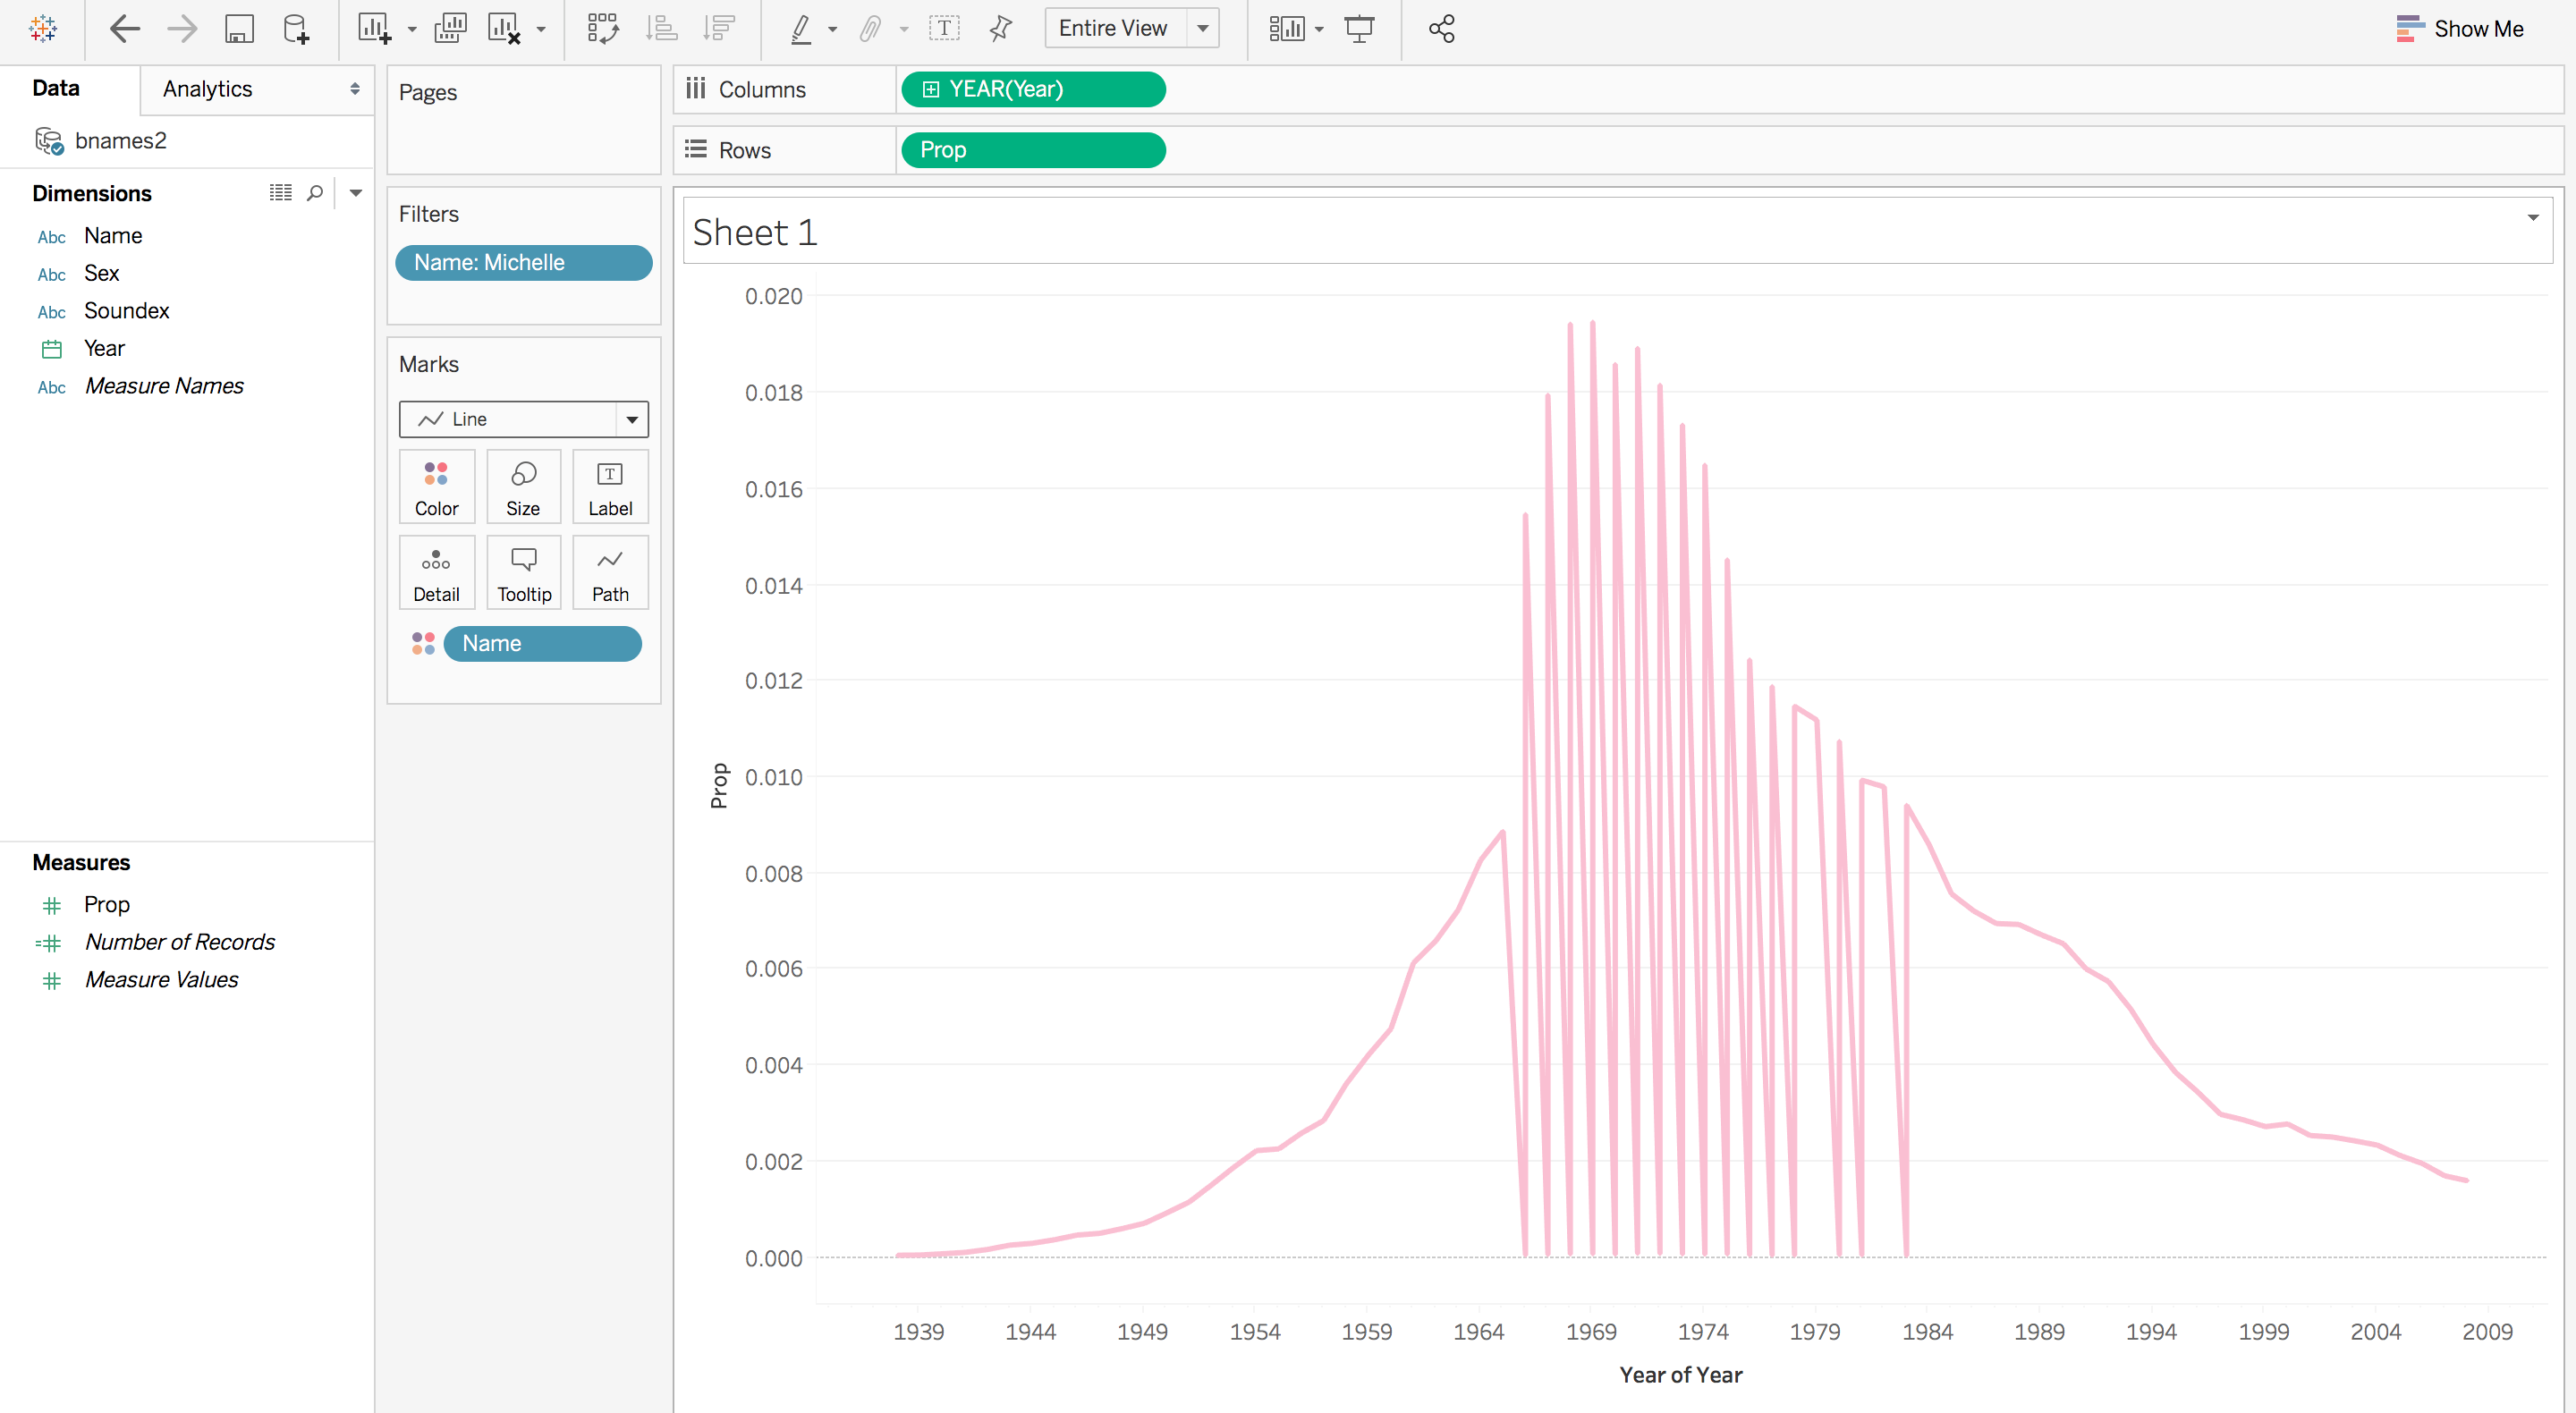 Entire View
Show Me
Data
Analytics
bnames2
Dimensions
Abc Name
Abc Sex
Abc Soundex
Year
Abc Measure Names
Measures
Prop
Number of Records
Measure Values
Pages
Filters
Name: Michelle
Marks
Line
Color Size Label
Detail Tooltip Path
Name
Columns YEAR(Year)
Rows Prop
Sheet 1
0.020
0.018
0.016
0.014
0.012
0.010
0.008
0.006
0.004
0.002
0.000
Prop
1939 1944 1949 1954 1959 1964 1969 1974 1979 1984 1989 1994 1999 2004 2009
Year of Year